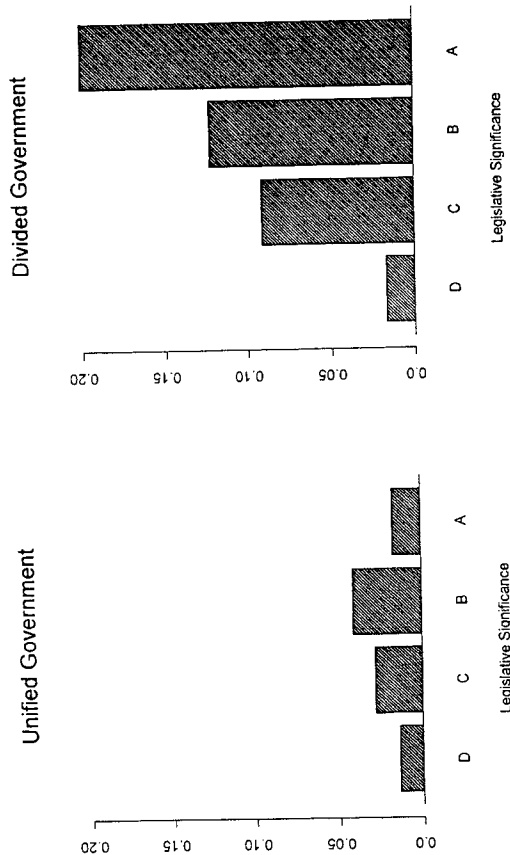 Unified Government
0.20
0.15
0.10
0.05
0.0
D C B A
Legislative Significance
Divided Government
0.20
0.15
0.10
0.05
0.0
D C B A
Legislative Significance